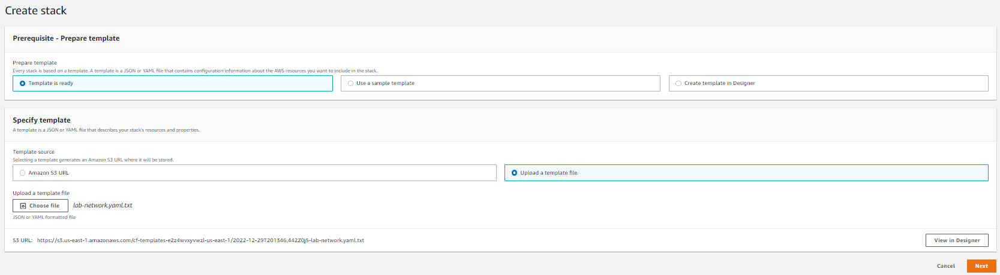 Create stack
Prerequisite - Prepare template
Prepare template
Every stack is based on a template. A template is a JSON or YAML file that contains configuration information about the AWS resources you want to include in the stack.
Template is ready
Use a sample template
Create template in Designer
Specify template
A template is a JSON or YAML file that describes your stack's resources and properties.
Template source
Selecting a template generates an Amazon S3 URL where it will be stored.
Amazon S3 URL
Upload a template file
Upload a template file
Choose file
lab-network.yaml.txt
JSON or YAML formatted file
S3 URL: https://s3.us-east-1.amazonaws.com/cf-templates-e2z4wvxyvwzl-us-east-1/2022-12-29T201346.442Z0j5-lab-network.yaml.txt
View in Designer
Cancel
Next